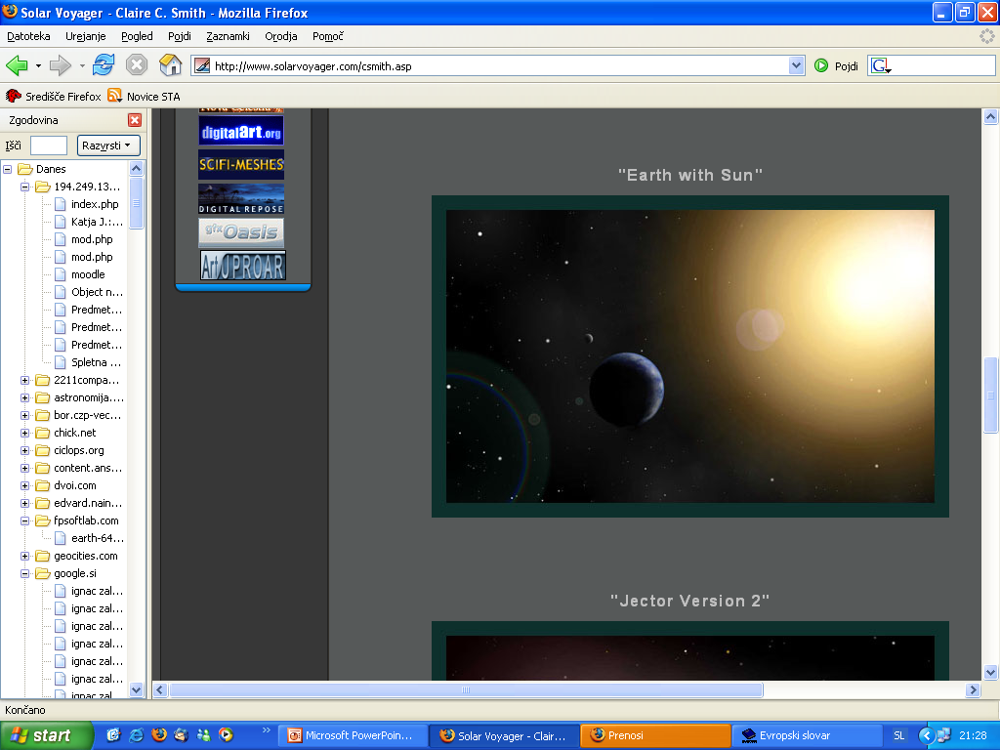 Solar Voyager - Claire C. Smith - Mozilla Firefox
Datoteka Urejanje Pogled Pojdi Zaznamki Orodja Pomoč
http://www.solarvoyager.com/csmith.asp Pojdi G
Središče Firefox Novice STA
Zgodovina
Išči Razvrsti
Danes
194.249.13...
index.php
Katja J.:...
mod.php
mod.php
moodle
Object n...
Predmet...
Predmet...
Predmet...
Spletna ...
2211compa...
astronomija....
bor.czp-vec...
chick.net
ciclops.org
content.ans...
dvoi.com
edvard.nain...
fpsoftlab.com
earth-64...
geocities.com
google.si
ignac zal...
ignac zal...
ignac zal...
ignac zal...
ignac zal...
ignac zal...
ignac zal...
digitalart.org
SCIFI-MESHES
DIGITAL REPOSE
gfxOasis
ArtUPROAR
"Earth with Sun"
"Jector Version 2"
Končano
start Microsoft PowerPoin... Solar Voyager - Clair... Prenosi Evropski slovar SL 21:28